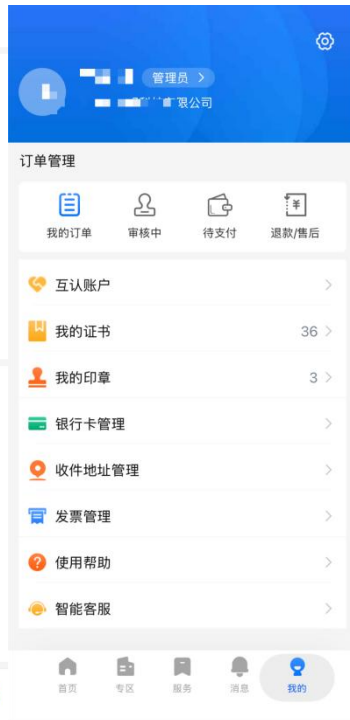 管理员
限公司
订单管理
我的订单 审核中 待支付 退款/售后
互认账户
我的证书 36
我的印章 3
银行卡管理
收件地址管理
发票管理
使用帮助
智能客服
首页 专区 服务 消息 我的